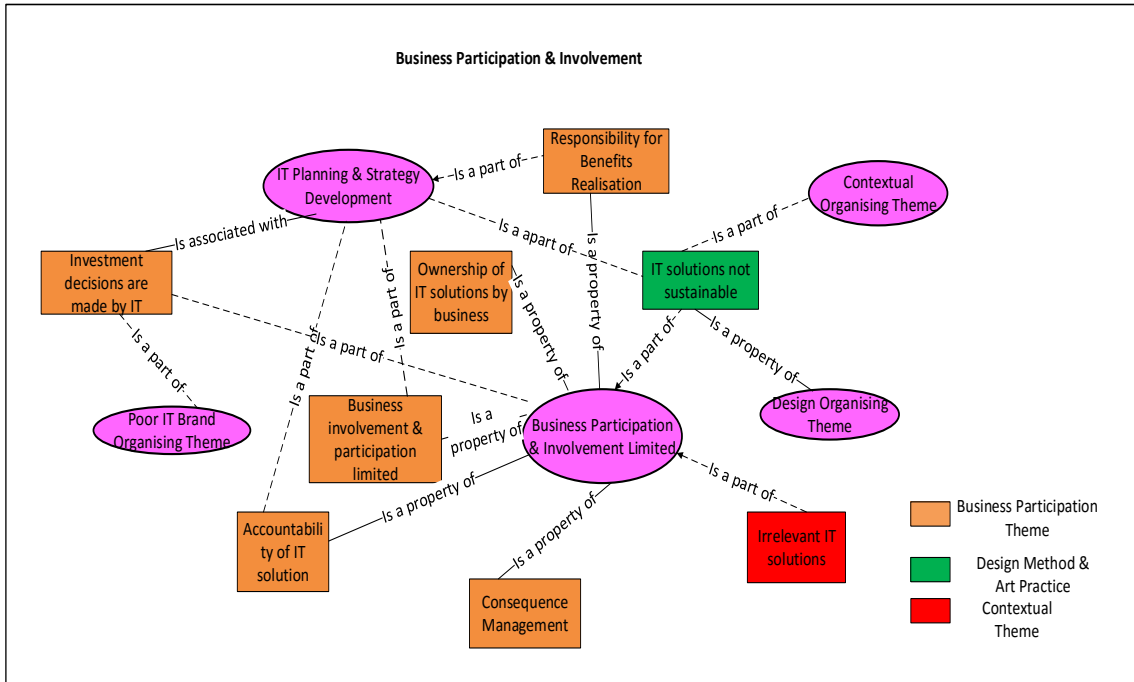 Business Participation & Involvement
Responsibility for
Benefits
Realisation
IT Planning & Strategy
Development
Is a part of
Contextual
Organising Theme
Is a part of
Is associated with
Is a apart of
Investment
decisions are
made by IT
Ownership of
IT solutions by
business
Is a property of
IT solutions not
sustainable
Is a part of
Is a property of
Is a part of
Is a part of
Is a part of
Is a property of
Is a part of
Poor IT Brand
Organising Theme
Business
involvement &
participation
limited
Is a
property of
Business Participation
& Involvement Limited
Design Organising
Theme
Is a property of
Is a part of
Accountabili
ty of IT
solution
Is a property of
Irrelevant IT
solutions
Consequence
Management
Business Participation
Theme
Design Method &
Art Practice
Contextual
Theme